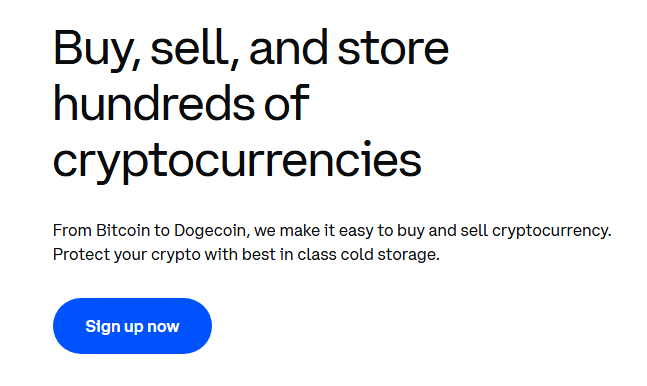 Buy, sell, and store
hundreds of
cryptocurrencies
From Bitcoin to Dogecoin, we make it easy to buy and sell cryptocurrency.
Protect your crypto with best in class cold storage.
Sign up now